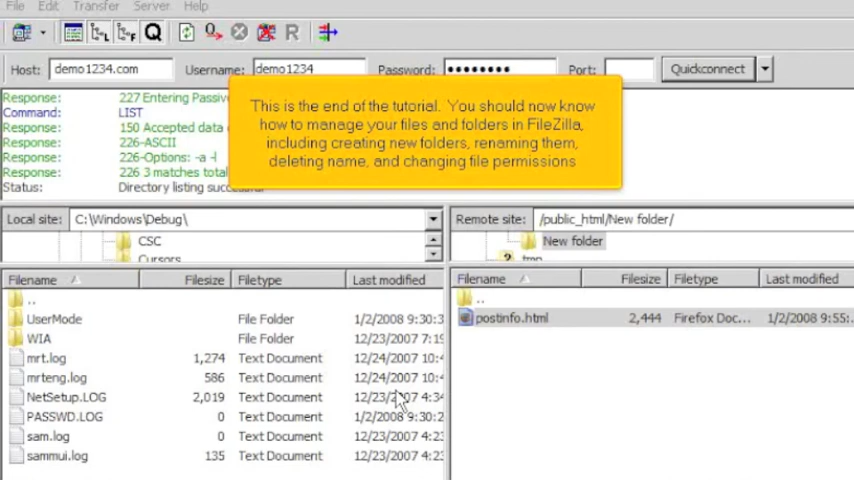 File Edit Transfer Server Help
Host: demo1234.com Username: demo1234 Password: •••••••• Port: Quickconnect
This is the end of the tutorial. You should now know
how to manage your files and folders in FileZilla,
including creating new folders, renaming them,
deleting name, and changing file permissions
Response: 227 Entering Passiv
Command: LIST
Response: 150 Accepted data
Response: 226-ASCII
Response: 226-Options: -a -l
Response: 226 3 matches total
Status: Directory listing successful
Local site: C:\Windows\Debug\
CSC
Cursors
Filename Filesize Filetype Last modified
..
UserMode File Folder 1/2/2008 9:30:3
WIA File Folder 12/23/2007 7:19
mrt.log 1,274 Text Document 12/24/2007 10:4
mrteng.log 586 Text Document 12/24/2007 10:4
NetSetup.LOG 2,019 Text Document 12/23/2007 4:34
PASSWD.LOG 0 Text Document 1/2/2008 9:30:2
sam.log 0 Text Document 12/23/2007 4:23
sammui.log 135 Text Document 12/23/2007 4:23
Remote site: /public_html/New folder/
New folder
tmp
Filename Filesize Filetype Last modified
..
postinfo.html 2,444 Firefox Doc... 1/2/2008 9:55: